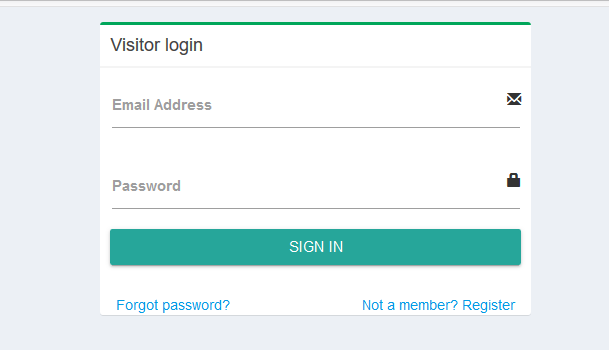 Visitor login
Email Address
Password
SIGN IN
Forgot password? Not a member? Register